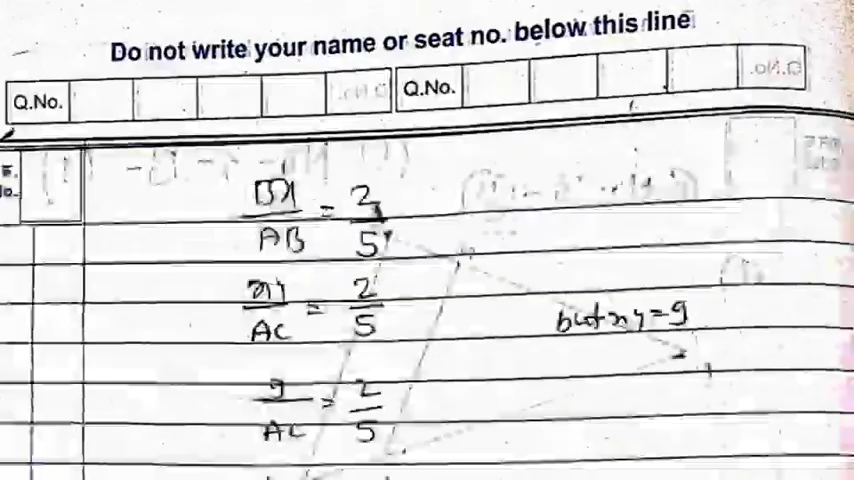 Do not write your name or seat no. below this line
Q.No. Q.No.
BX/AB = 2/5
XY/AC = 2/5
but XY=9
9/AC = 2/5